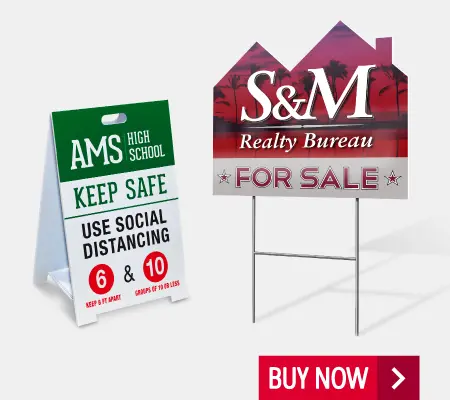 AMS HIGH SCHOOL
KEEP SAFE
USE SOCIAL
DISTANCING
6 & 10
KEEP 6 FT APART
GROUPS OF 10 OR LESS
S&M
Realty Bureau
FOR SALE
BUY NOW